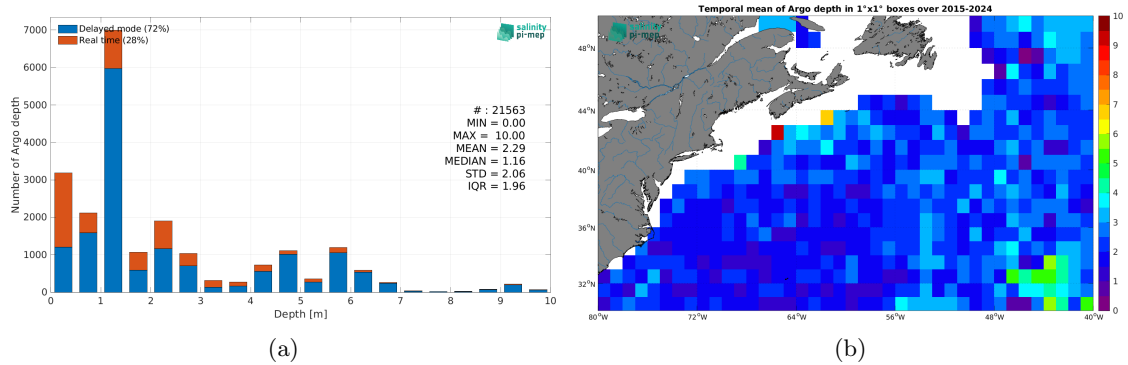 Delayed mode (72%)
Real time (28%)
salinity
pi-mep
# : 21563
MIN = 0.00
MAX = 10.00
MEAN = 2.29
MEDIAN = 1.16
STD = 2.06
IQR = 1.96
Number of Argo depth
7000
6000
5000
4000
3000
2000
1000
0
0 1 2 3 4 5 6 7 8 9 10
Depth [m]
(a)
Temporal mean of Argo depth in 1°x1° boxes over 2015-2024
salinity
pi-mep
48°N
44°N
40°N
36°N
32°N
80°W 72°W 64°W 56°W 48°W 40°W
10
9
8
7
6
5
4
3
2
1
0
(b)